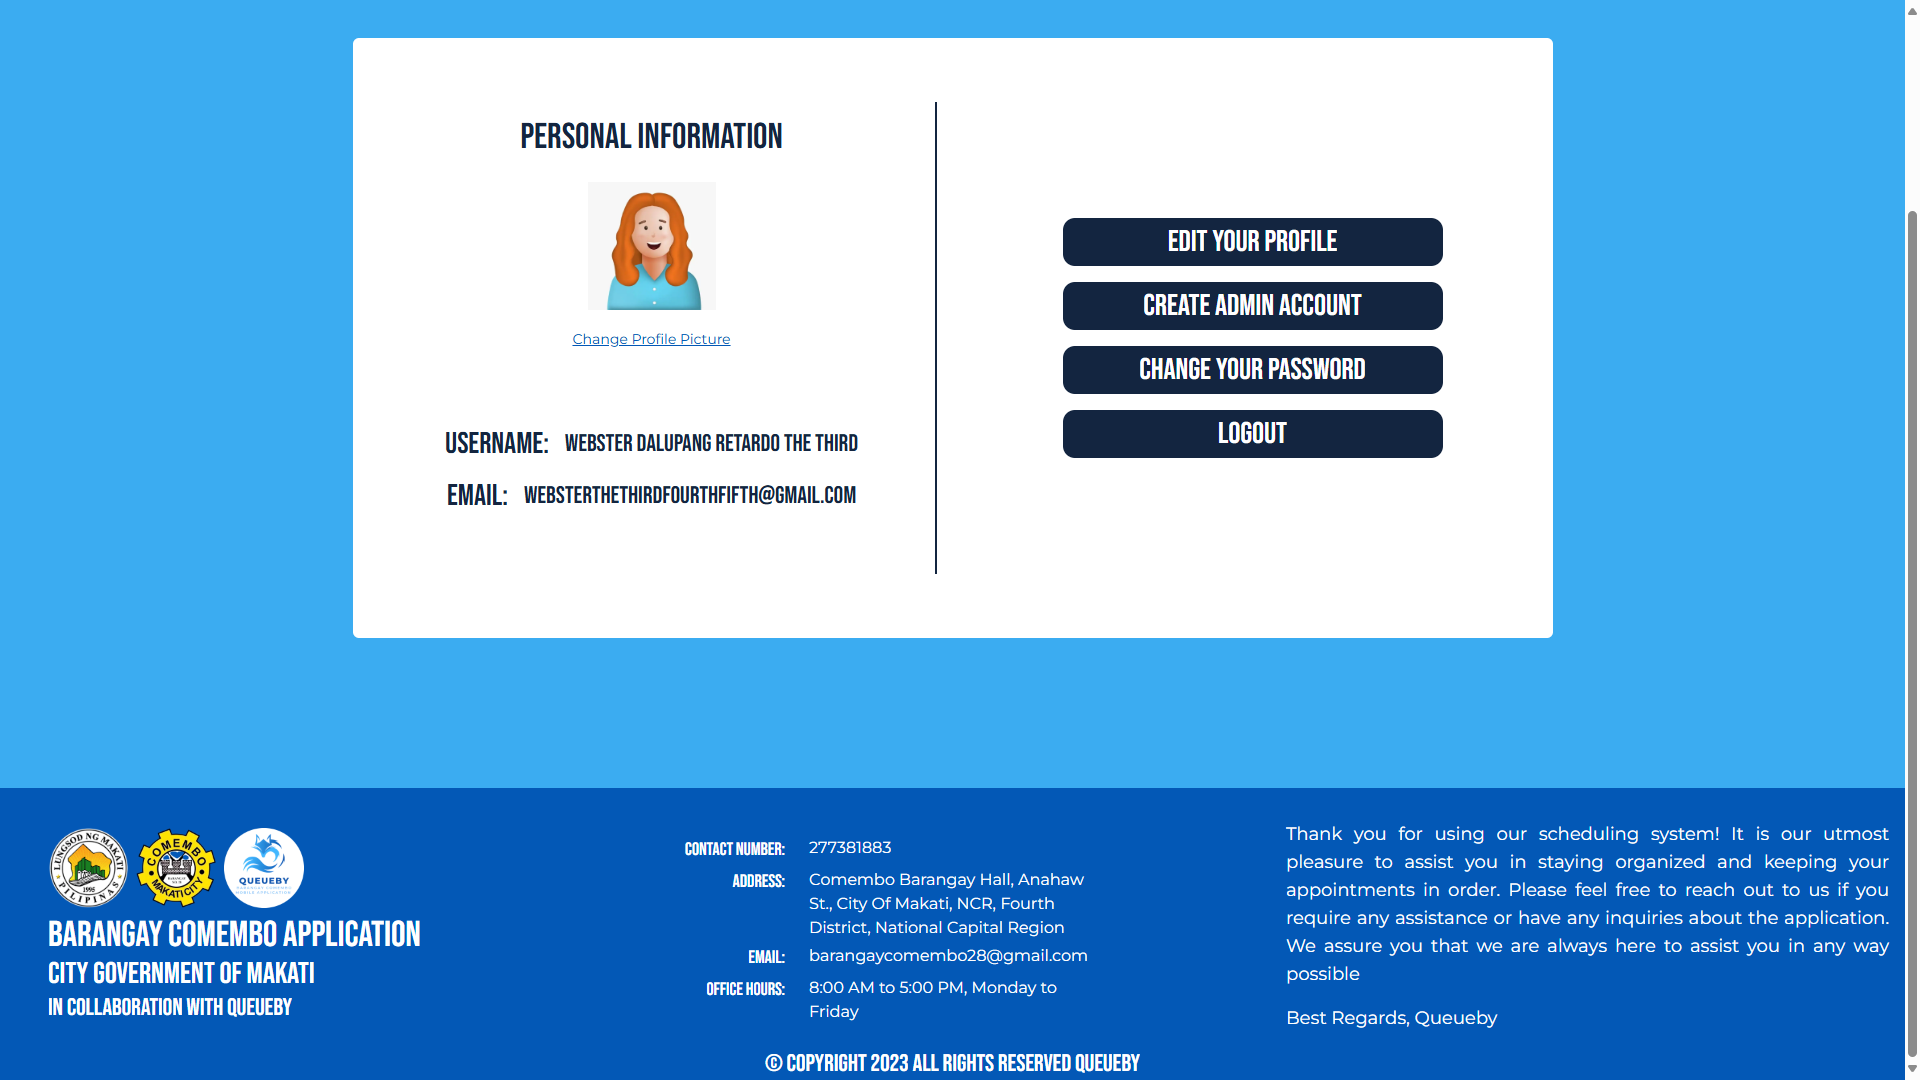 PERSONAL INFORMATION
Change Profile Picture
USERNAME: WEBSTER DALUPANG RETARDO THE THIRD
EMAIL: WEBSTERTHETHIRDFOURTHFIFTH@GMAIL.COM
EDIT YOUR PROFILE
CREATE ADMIN ACCOUNT
CHANGE YOUR PASSWORD
LOGOUT
LUNGSOD NG MAKATI
PILIPINAS
1995
COMEMBO
MAKATI CITY
QUEUEBY
BARANGAY COMEMBO
MOBILE APPLICATION
BARANGAY COMEMBO APPLICATION
CITY GOVERNMENT OF MAKATI
IN COLLABORATION WITH QUEUEBY
CONTACT NUMBER: 277381883
ADDRESS: Comembo Barangay Hall, Anahaw
St., City Of Makati, NCR, Fourth
District, National Capital Region
EMAIL: barangaycomembo28@gmail.com
OFFICE HOURS: 8:00 AM to 5:00 PM, Monday to
Friday
Thank you for using our scheduling system! It is our utmost
pleasure to assist you in staying organized and keeping your
appointments in order. Please feel free to reach out to us if you
require any assistance or have any inquiries about the application.
We assure you that we are always here to assist you in any way
possible
Best Regards, Queueby
© COPYRIGHT 2023 ALL RIGHTS RESERVED QUEUEBY